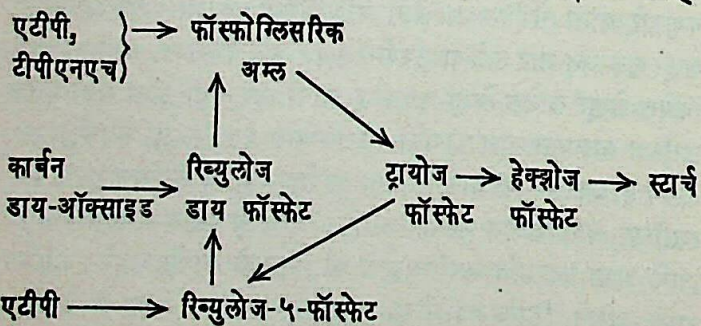 एटीपी,
टीपीएनएच
फॉस्फोग्लिसरिक
अम्ल
कार्बन
डाय-ऑक्साइड
रिब्युलोज
डाय फॉस्फेट
ट्रायोज
फॉस्फेट
हेक्झोज
फॉस्फेट
स्टार्च
एटीपी
रिब्युलोज-५-फॉस्फेट